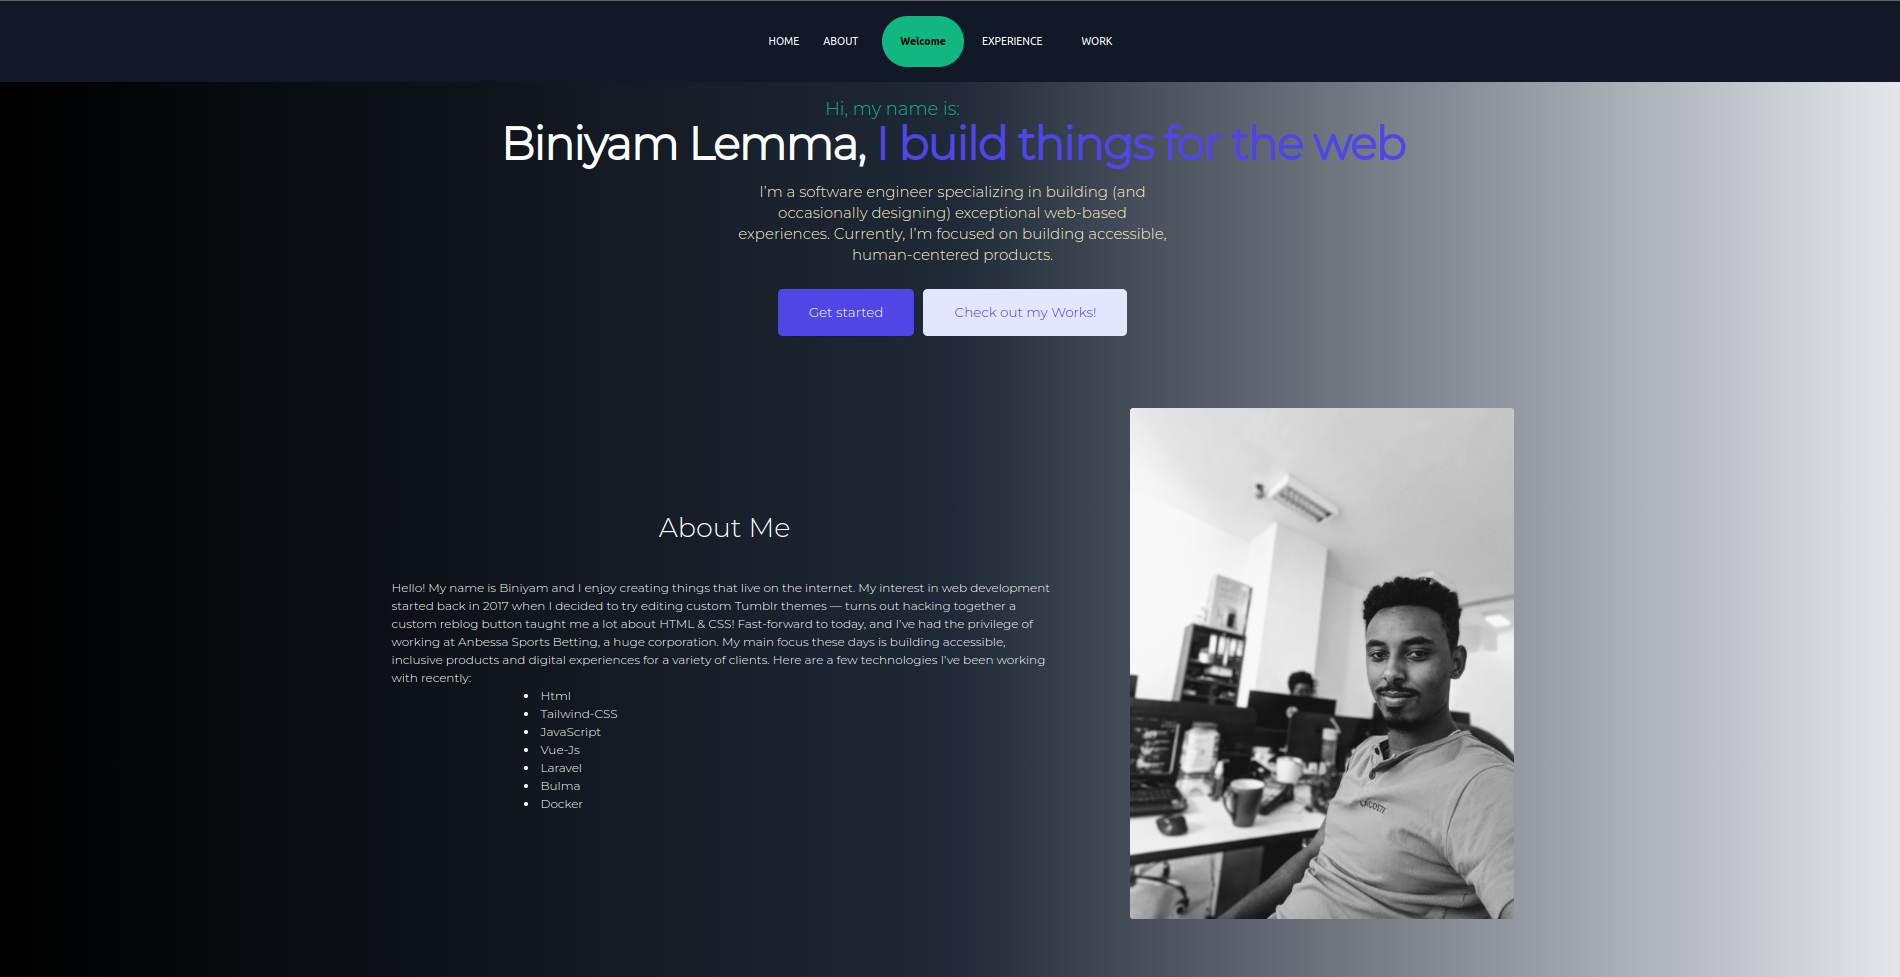 HOME ABOUT Welcome EXPERIENCE WORK
Hi, my name is:
Biniyam Lemma, I build things for the web
I’m a software engineer specializing in building (and
occasionally designing) exceptional web-based
experiences. Currently, I’m focused on building accessible,
human-centered products.
Get started Check out my Works!
About Me
Hello! My name is Biniyam and I enjoy creating things that live on the internet. My interest in web development
started back in 2017 when I decided to try editing custom Tumblr themes — turns out hacking together a
custom reblog button taught me a lot about HTML & CSS! Fast-forward to today, and I’ve had the privilege of
working at Anbessa Sports Betting, a huge corporation. My main focus these days is building accessible,
inclusive products and digital experiences for a variety of clients. Here are a few technologies I’ve been working
with recently:
Html
Tailwind-CSS
JavaScript
Vue-Js
Laravel
Bulma
Docker
LACOSTE